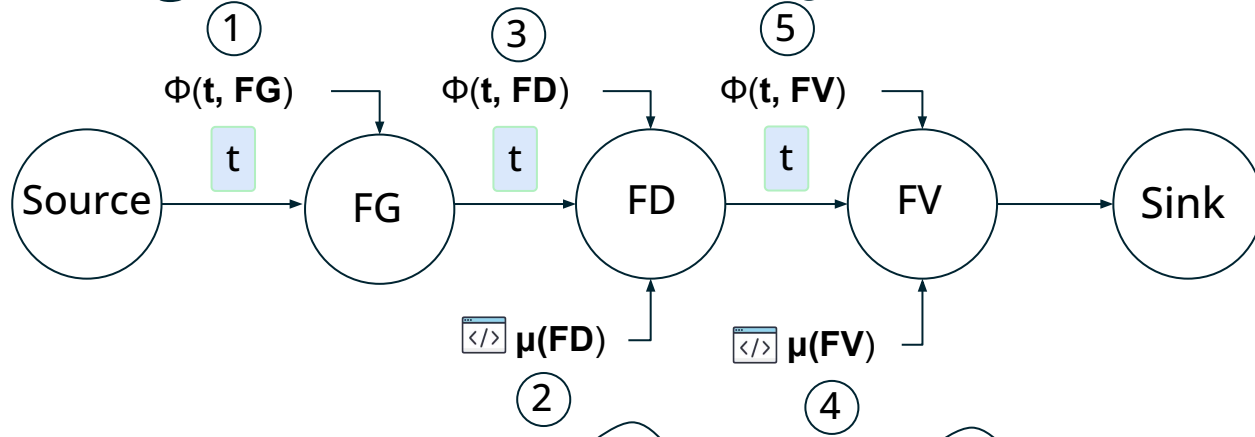 1
3
5
Φ(t, FG)
Φ(t, FD)
Φ(t, FV)
t
t
t
Source
FG
FD
FV
Sink
</> μ(FD)
</> μ(FV)
2
4